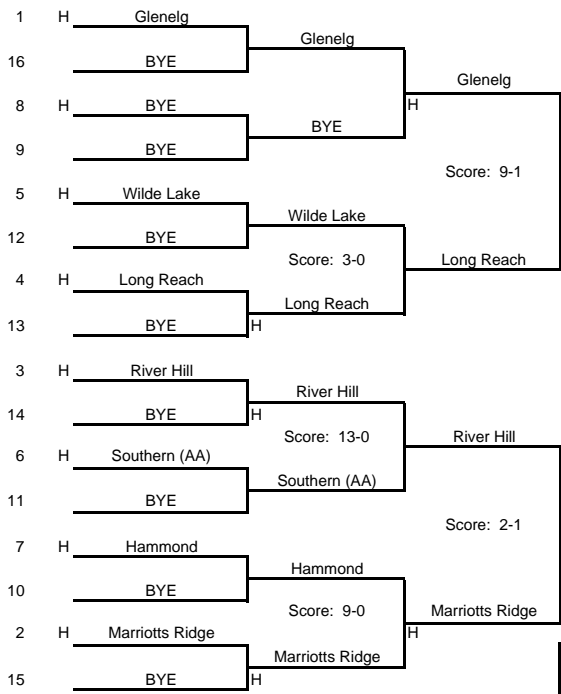 1 H Glenelg
Glenelg
16 BYE
Glenelg
8 H BYE
H
BYE
9 BYE
Score: 9-1
5 H Wilde Lake
Wilde Lake
12 BYE
Score: 3-0
Long Reach
4 H Long Reach
Long Reach
13 BYE H
3 H River Hill
River Hill
14 BYE H
Score: 13-0
River Hill
6 H Southern (AA)
Southern (AA)
11 BYE
Score: 2-1
7 H Hammond
Hammond
10 BYE
Score: 9-0
Marriotts Ridge
2 H Marriotts Ridge
H
Marriotts Ridge
15 BYE H